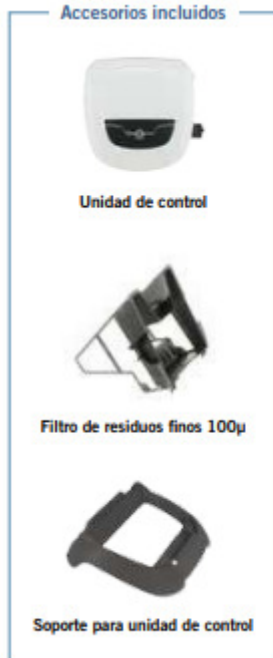 Accesorios incluidos
Unidad de control
Filtro de residuos finos 100µ
Soporte para unidad de control